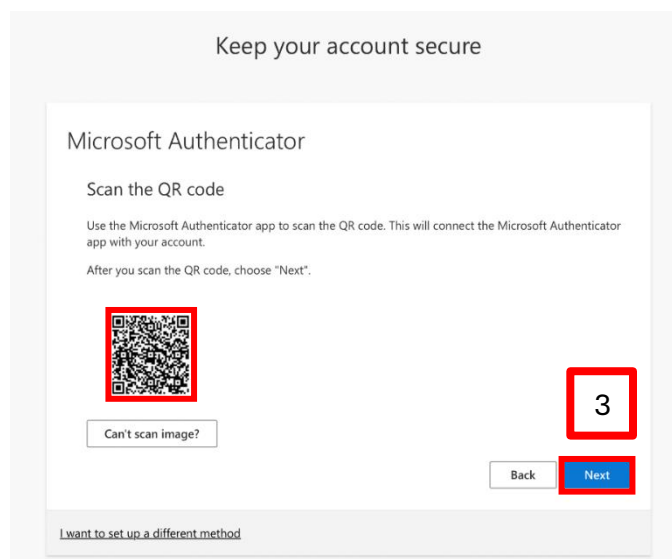 Keep your account secure
Microsoft Authenticator
Scan the QR code
Use the Microsoft Authenticator app to scan the QR code. This will connect the Microsoft Authenticator
app with your account.
After you scan the QR code, choose "Next".
3
Can't scan image?
Back
Next
I want to set up a different method